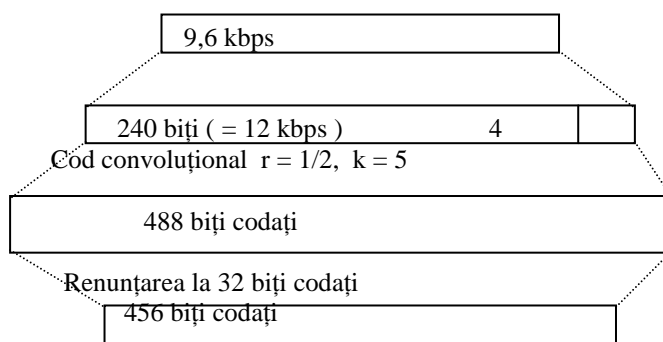 9,6 kbps
240 biți ( = 12 kbps ) 4
Cod convoluțional r = 1/2, k = 5
488 biți codați
Renunțarea la 32 biți codați
456 biți codați